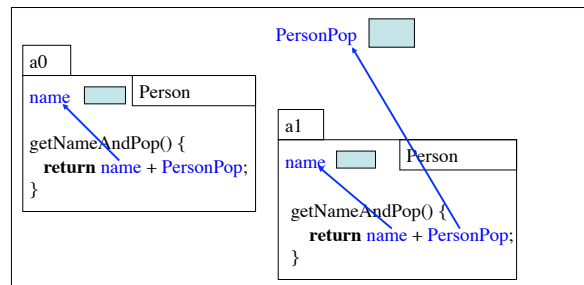 PersonPop
a0
name
Person
getNameAndPop() {
return name + PersonPop;
}
a1
name
Person
getNameAndPop() {
return name + PersonPop;
}